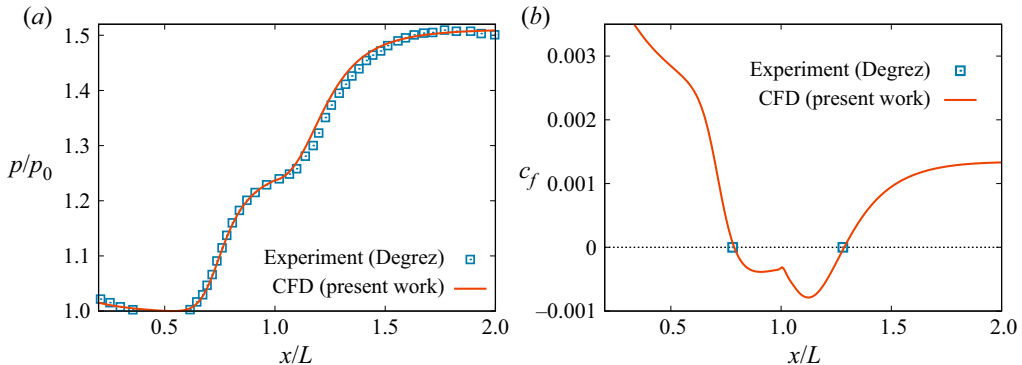 (a)
1.5
1.4
p/p0
1.3
1.2
1.1
1.0
Experiment (Degrez)
CFD (present work)
0.5
1.0
1.5
2.0
x/L
(b)
0.003
0.002
cf
0.001
0
−0.001
Experiment (Degrez)
CFD (present work)
0.5
1.0
1.5
2.0
x/L